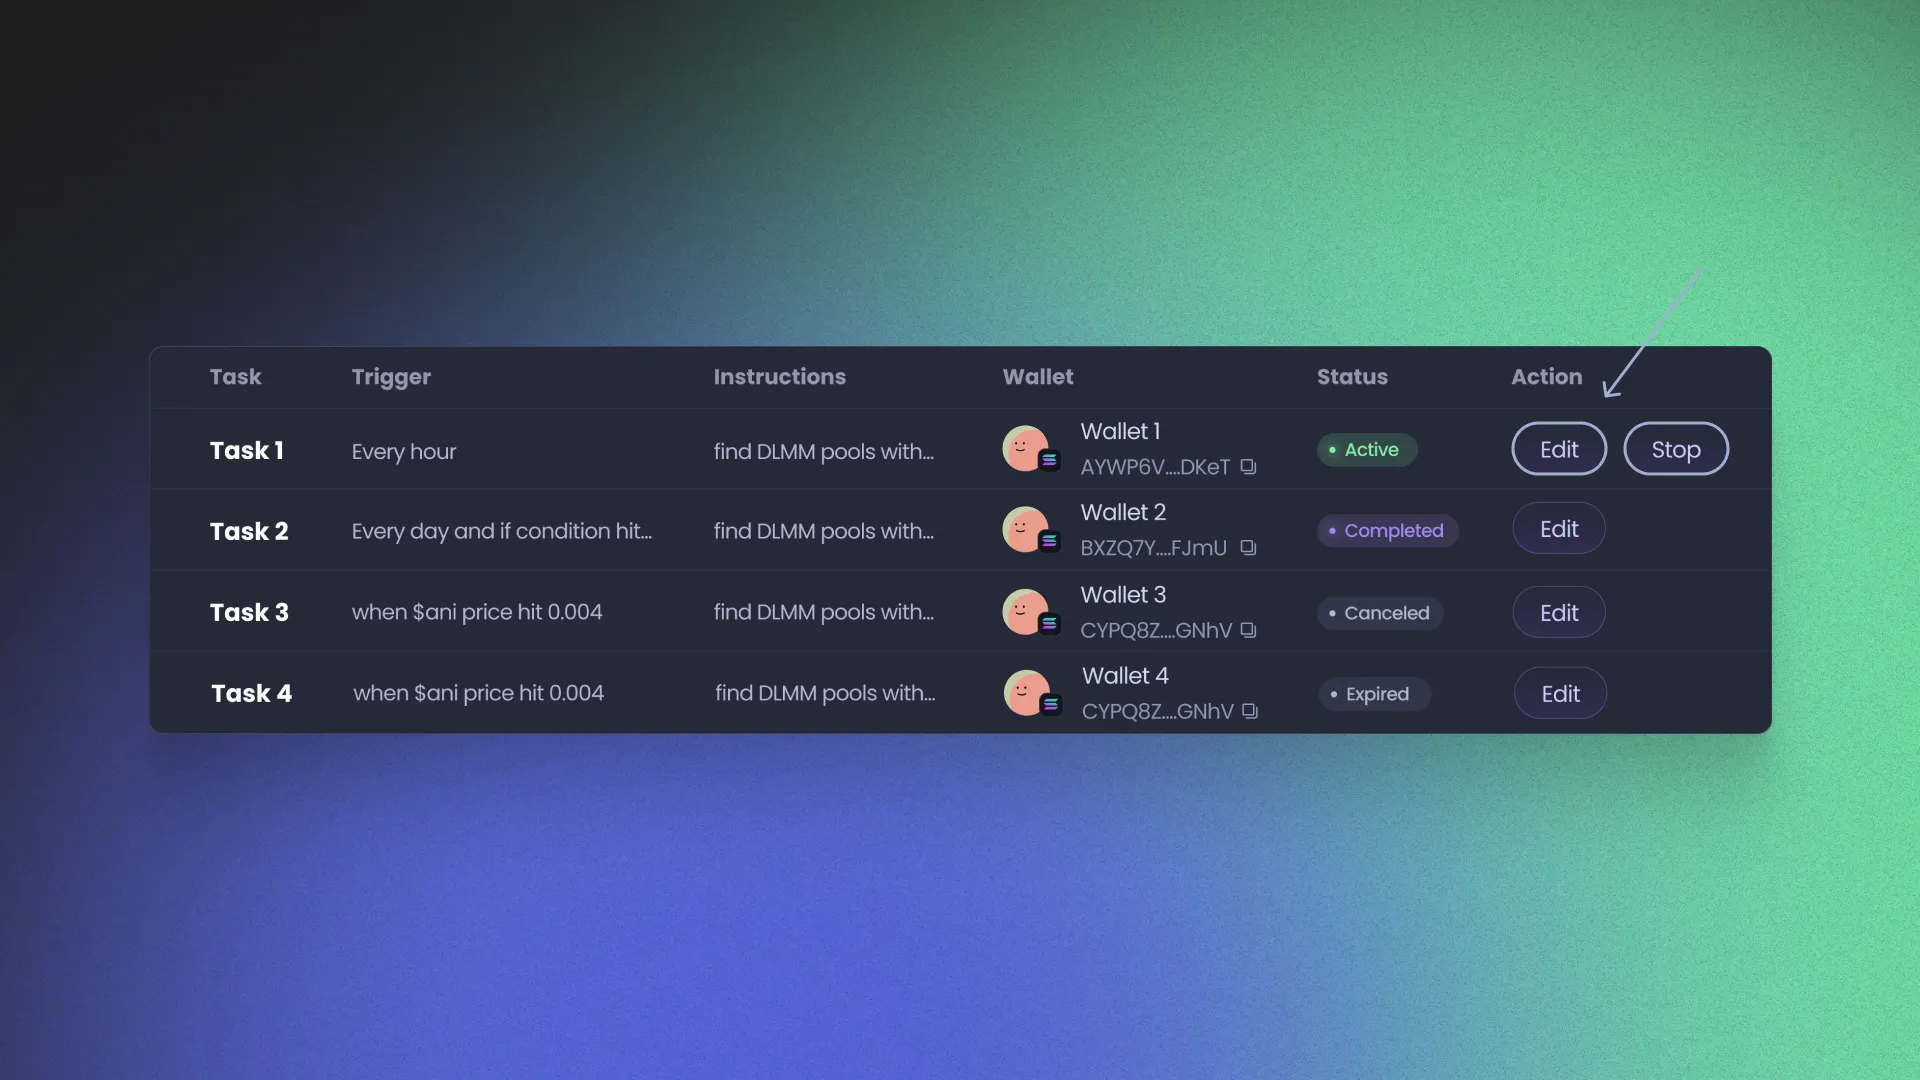 Task Trigger Instructions Wallet Status Action
Task 1 Every hour find DLMM pools with... Wallet 1 Active Edit Stop
AYWP6V....DKeT
Task 2 Every day and if condition hit... find DLMM pools with... Wallet 2 Completed Edit
BXZQ7Y....FJmU
Task 3 when $ani price hit 0.004 find DLMM pools with... Wallet 3 Canceled Edit
CYPQ8Z....GNhV
Task 4 when $ani price hit 0.004 find DLMM pools with... Wallet 4 Expired Edit
CYPQ8Z....GNhV